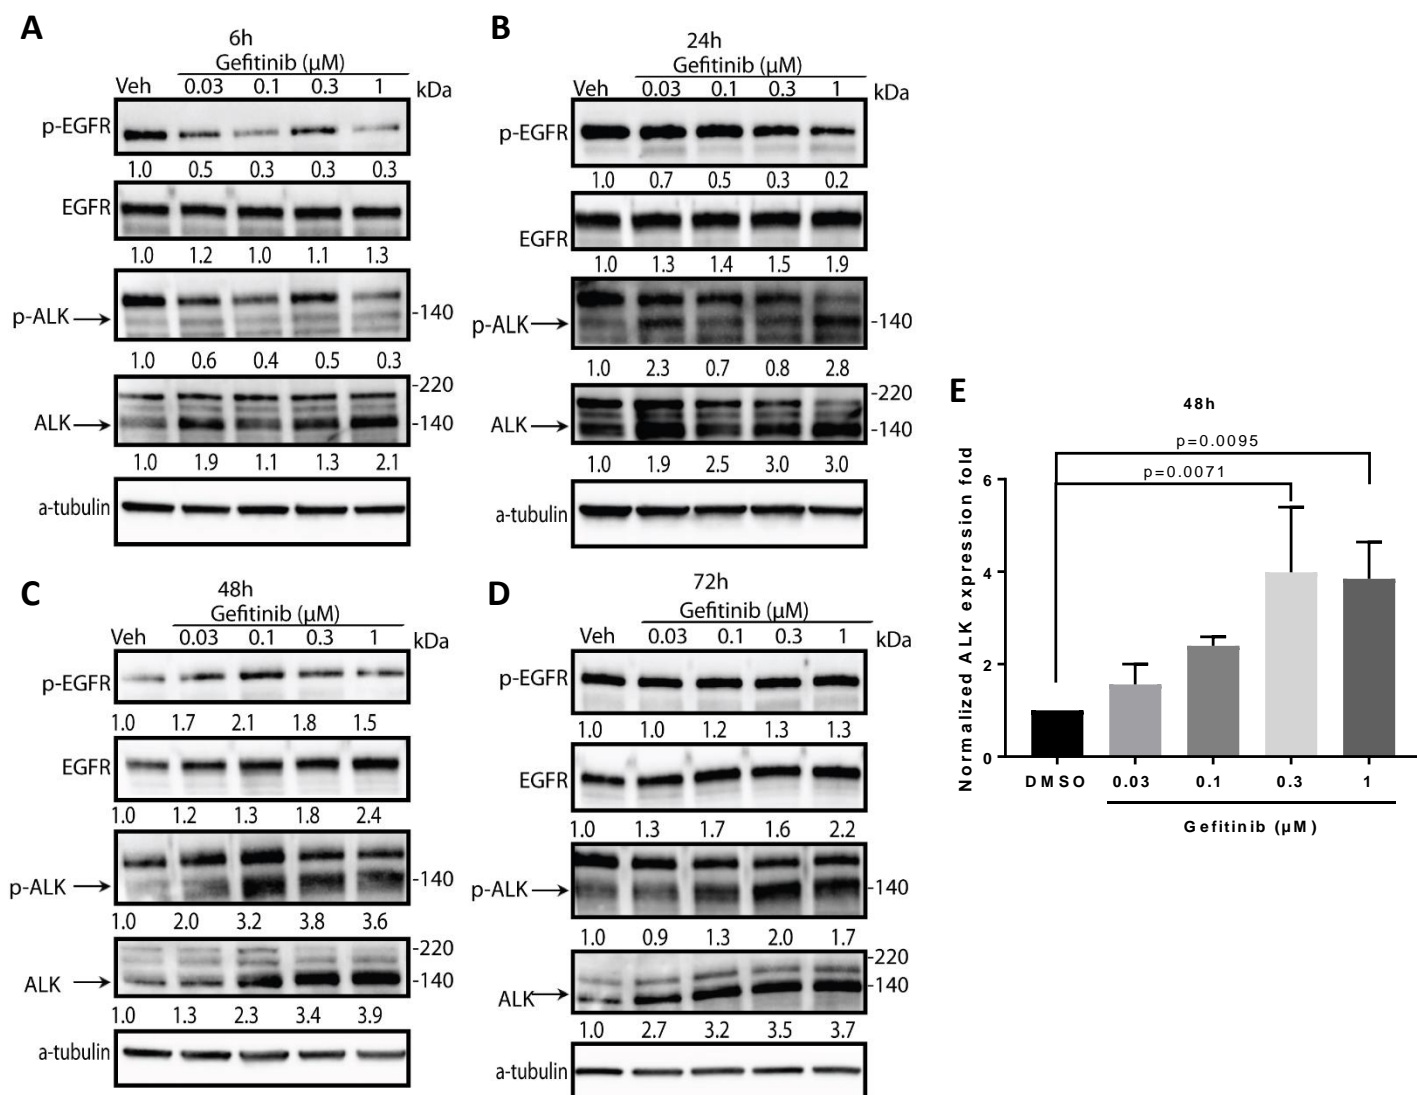 A
6h
Gefitinib (µM)
Veh 0.03 0.1 0.3 1 kDa
p-EGFR
1.0 0.5 0.3 0.3 0.3
EGFR
1.0 1.2 1.0 1.1 1.3
p-ALK -140
1.0 0.6 0.4 0.5 0.3
-220
ALK -140
1.0 1.9 1.1 1.3 2.1
a-tubulin
B
24h
Gefitinib (µM)
Veh 0.03 0.1 0.3 1 kDa
p-EGFR
1.0 0.7 0.5 0.3 0.2
EGFR
1.0 1.3 1.4 1.5 1.9
p-ALK -140
1.0 2.3 0.7 0.8 2.8
-220
ALK -140
1.0 1.9 2.5 3.0 3.0
a-tubulin
C
48h
Gefitinib (µM)
Veh 0.03 0.1 0.3 1 kDa
p-EGFR
1.0 1.7 2.1 1.8 1.5
EGFR
1.0 1.2 1.3 1.8 2.4
p-ALK -140
1.0 2.0 3.2 3.8 3.6
-220
ALK -140
1.0 1.3 2.3 3.4 3.9
a-tubulin
D
72h
Gefitinib (µM)
Veh 0.03 0.1 0.3 1 kDa
p-EGFR
1.0 1.0 1.2 1.3 1.3
EGFR
1.0 1.3 1.7 1.6 2.2
p-ALK -140
1.0 0.9 1.3 2.0 1.7
-220
ALK -140
1.0 2.7 3.2 3.5 3.7
a-tubulin
E
48h
p=0.0095
p=0.0071
Normalized ALK expression fold
6
4
2
0
DMSO 0.03 0.1 0.3 1
Gefitinib (µM)